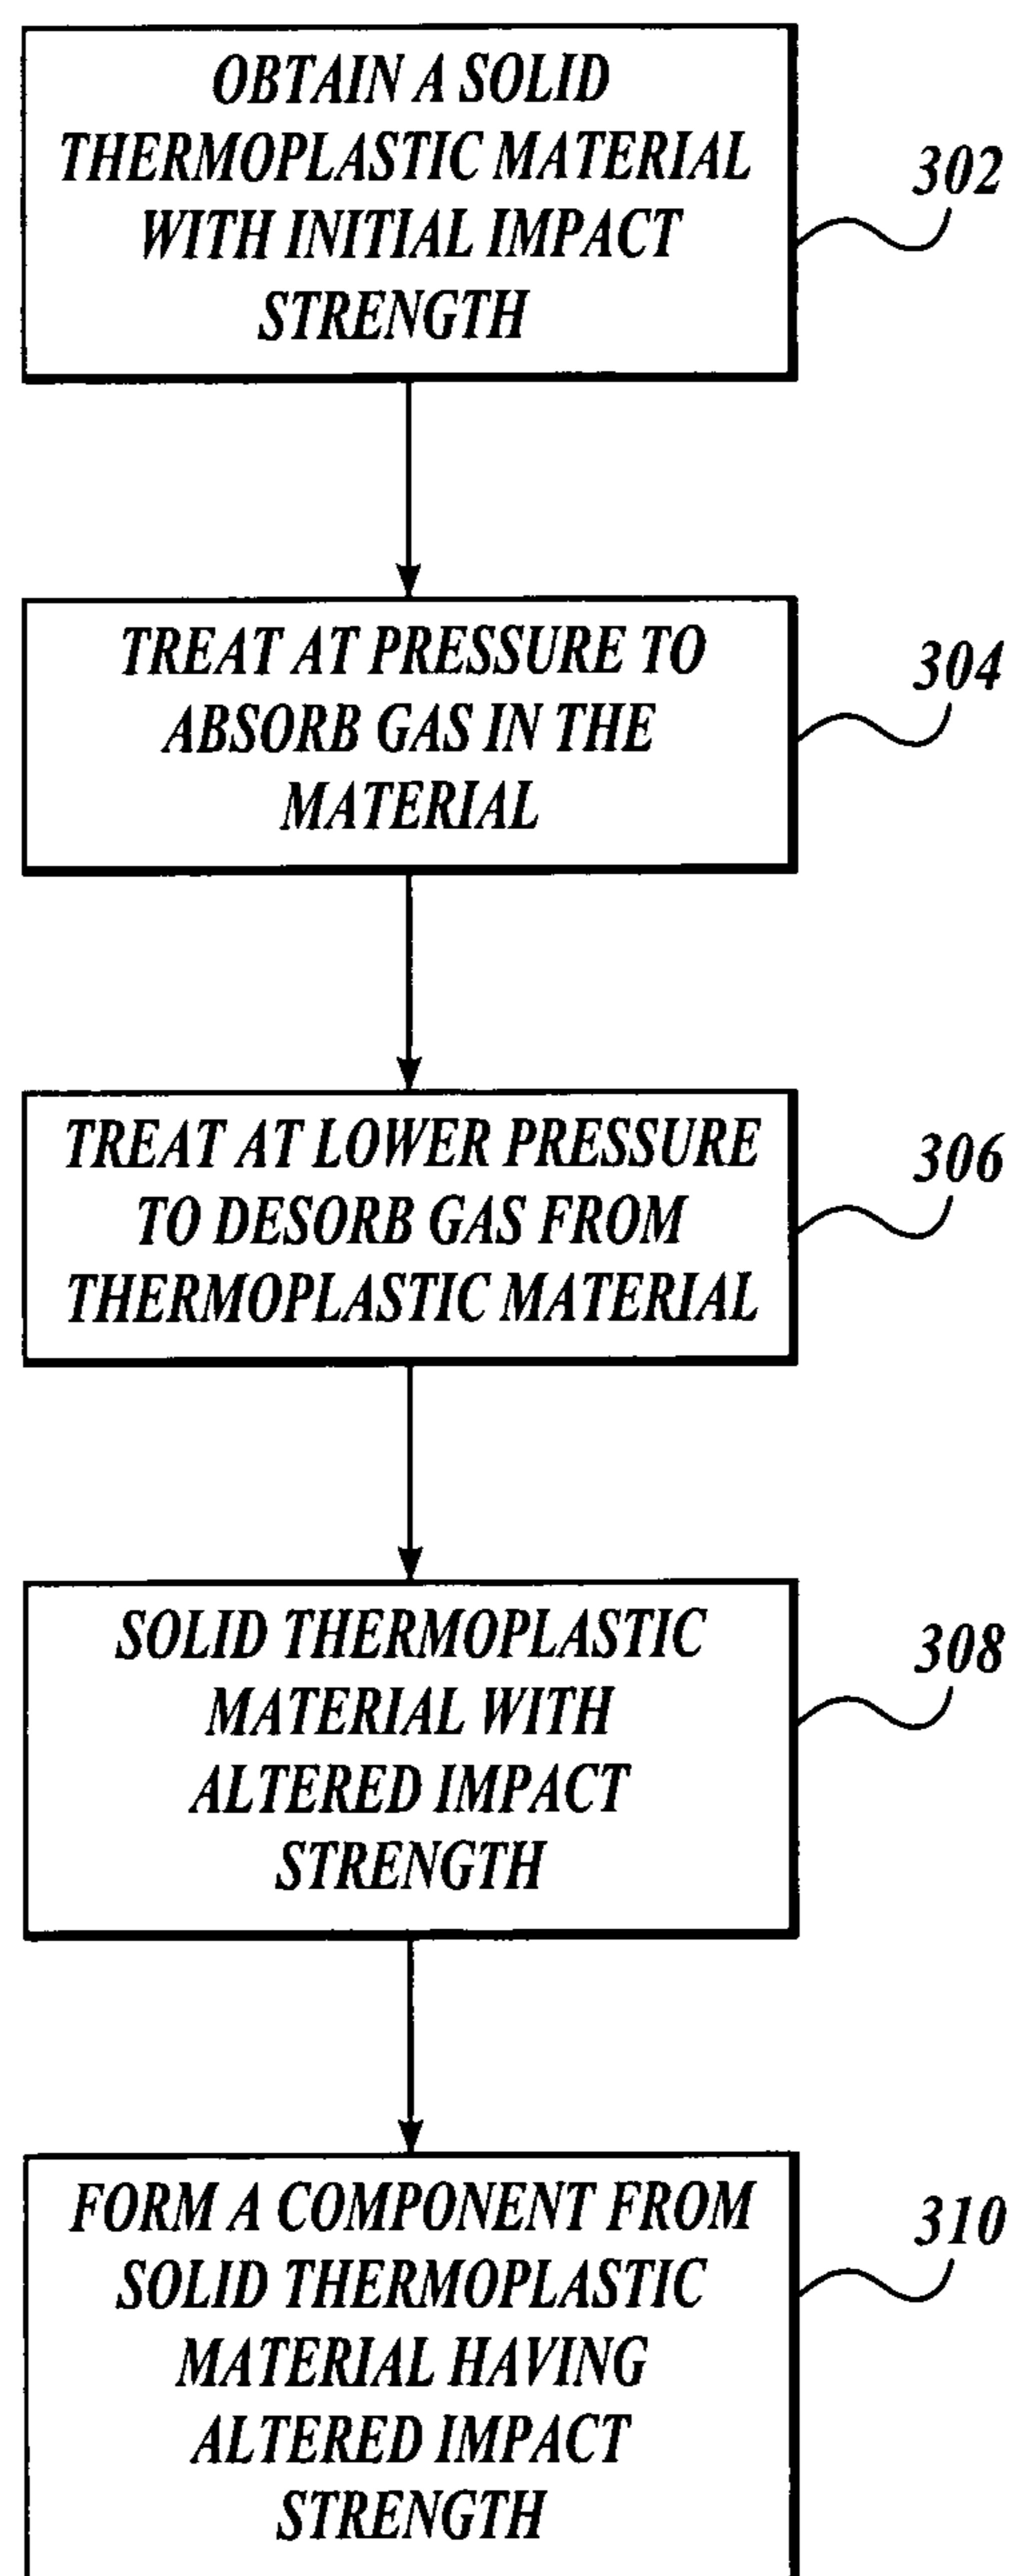 OBTAIN A SOLID
THERMOPLASTIC MATERIAL
WITH INITIAL IMPACT
STRENGTH
302
TREAT AT PRESSURE TO
ABSORB GAS IN THE
MATERIAL
304
TREAT AT LOWER PRESSURE
TO DESORB GAS FROM
THERMOPLASTIC MATERIAL
306
SOLID THERMOPLASTIC
MATERIAL WITH
ALTERED IMPACT
STRENGTH
308
FORM A COMPONENT FROM
SOLID THERMOPLASTIC
MATERIAL HAVING
ALTERED IMPACT
STRENGTH
310